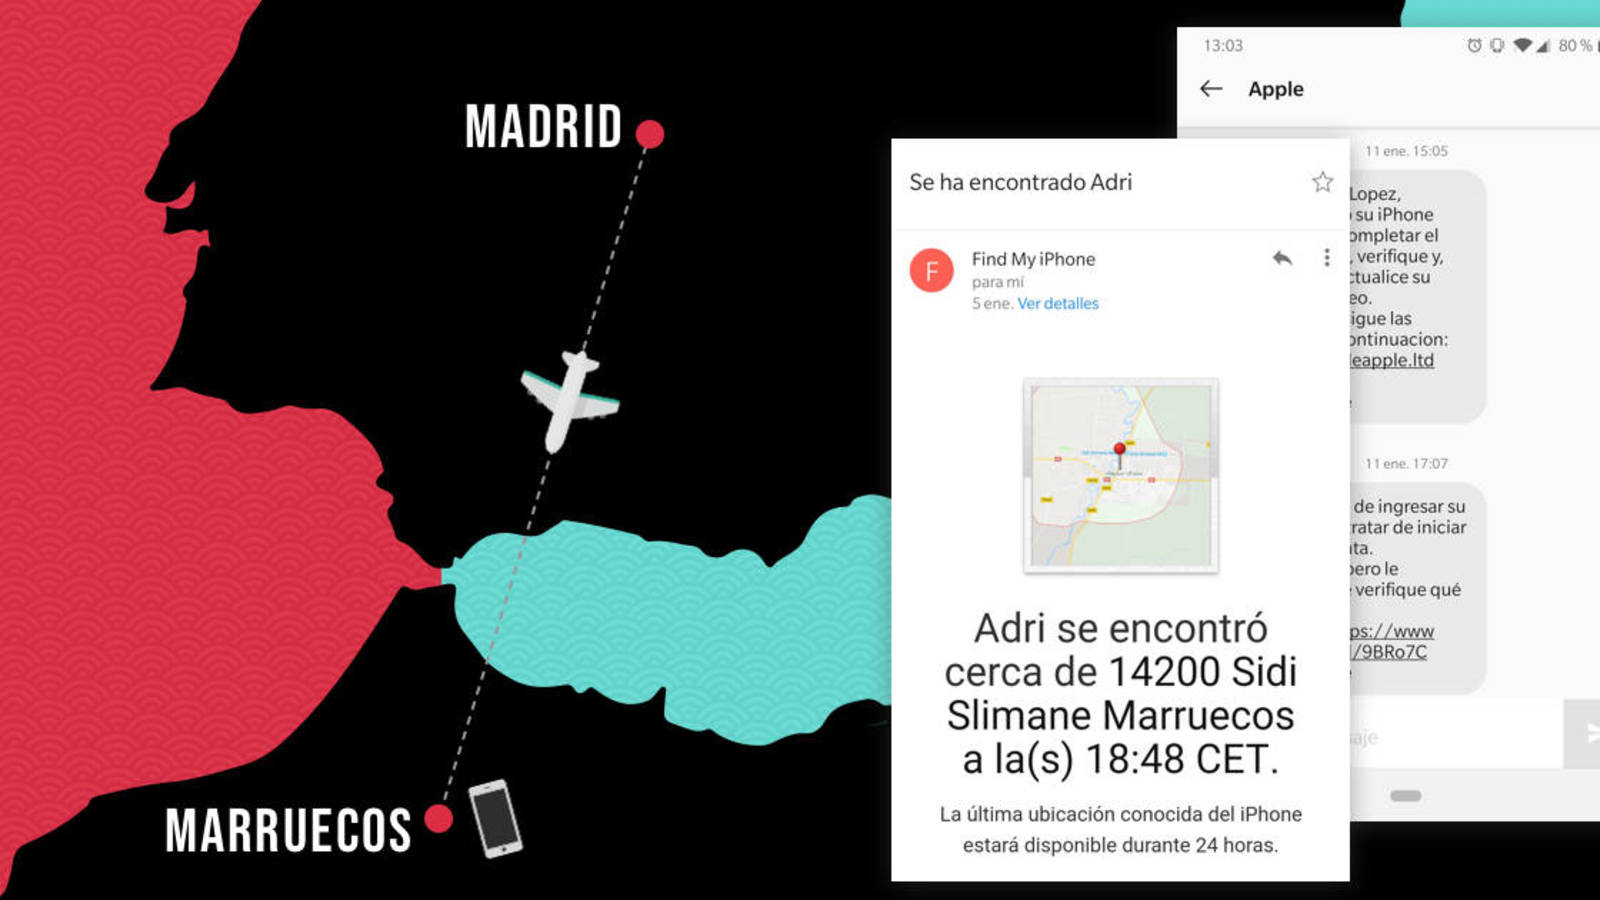 MADRID
MARRUECOS
Se ha encontrado Adri
F
Find My iPhone
para mí
5 ene. Ver detalles
Adri se encontró
cerca de 14200 Sidi
Slimane Marruecos
a la(s) 18:48 CET.
La última ubicación conocida del iPhone
estará disponible durante 24 horas.
13:03
80 %
Apple
11 ene. 15:05
Lopez,
su iPhone
ompletar el
, verifique y,
ctualice su
eo.
igue las
ontinuacion:
leapple.ltd
11 ene. 17:07
de ingresar su
ratar de iniciar
ta.
pero le
verifique qué
ps://www
/9BRo7C
aje